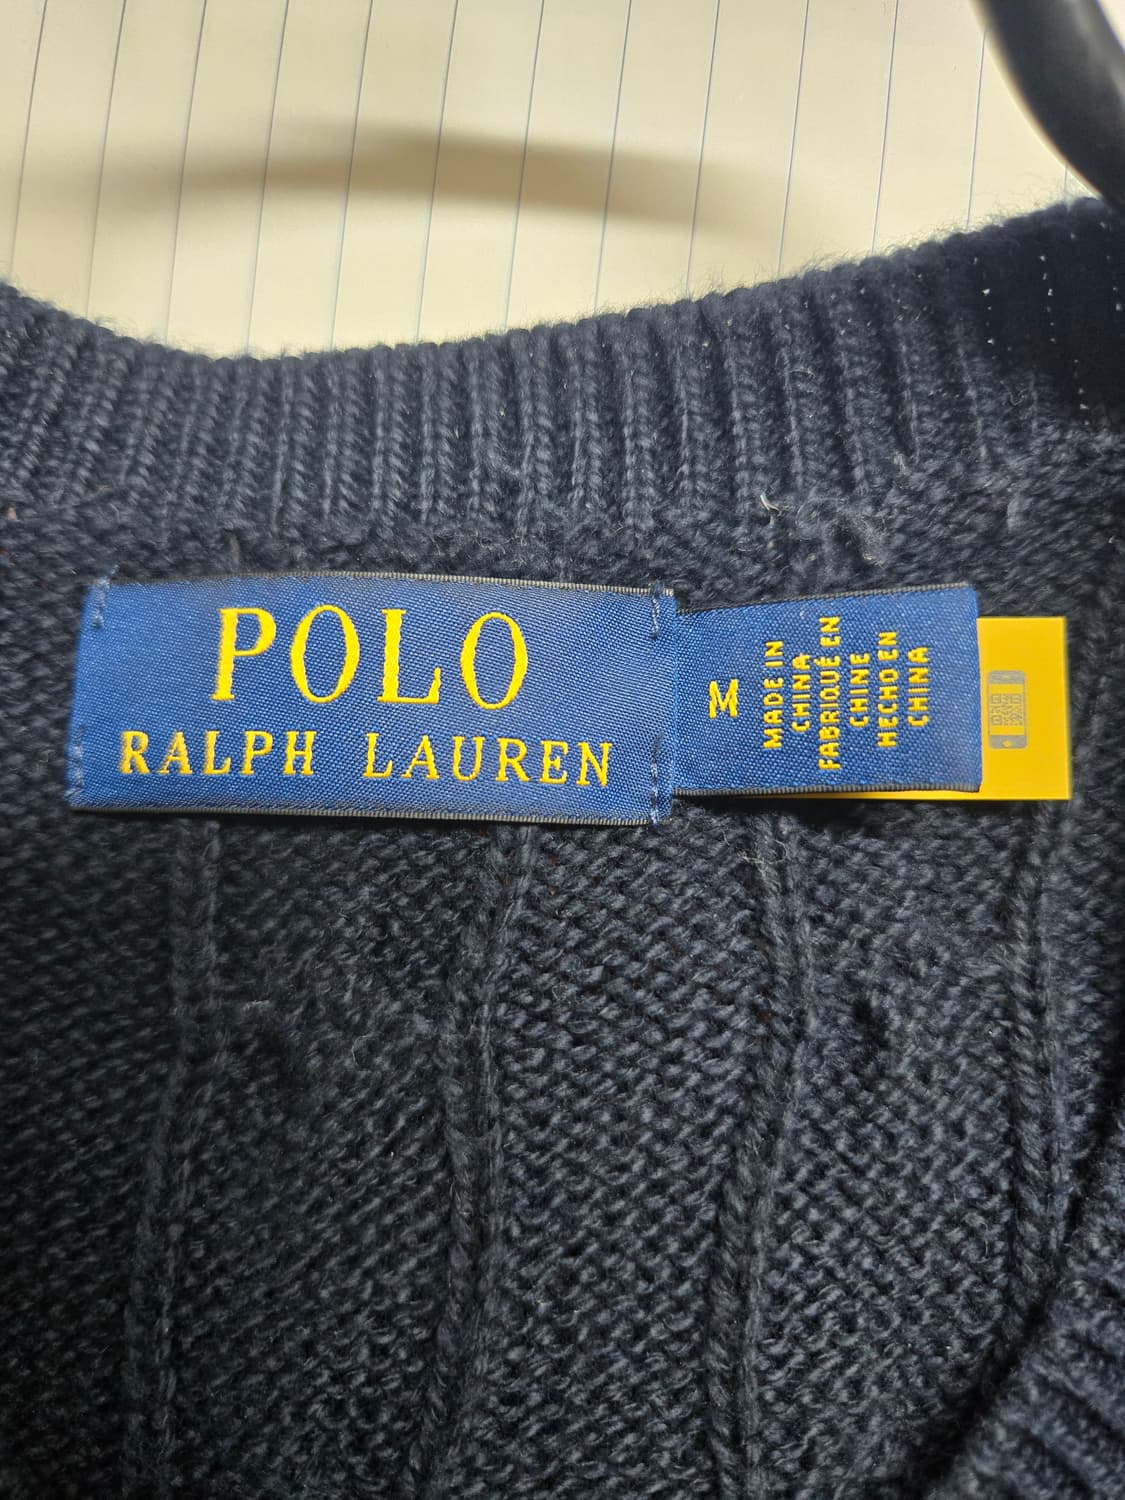 POLO
RALPH LAUREN
M
MADE IN
CHINA
FABRIQUÉ EN
CHINE
HECHO EN
CHINA